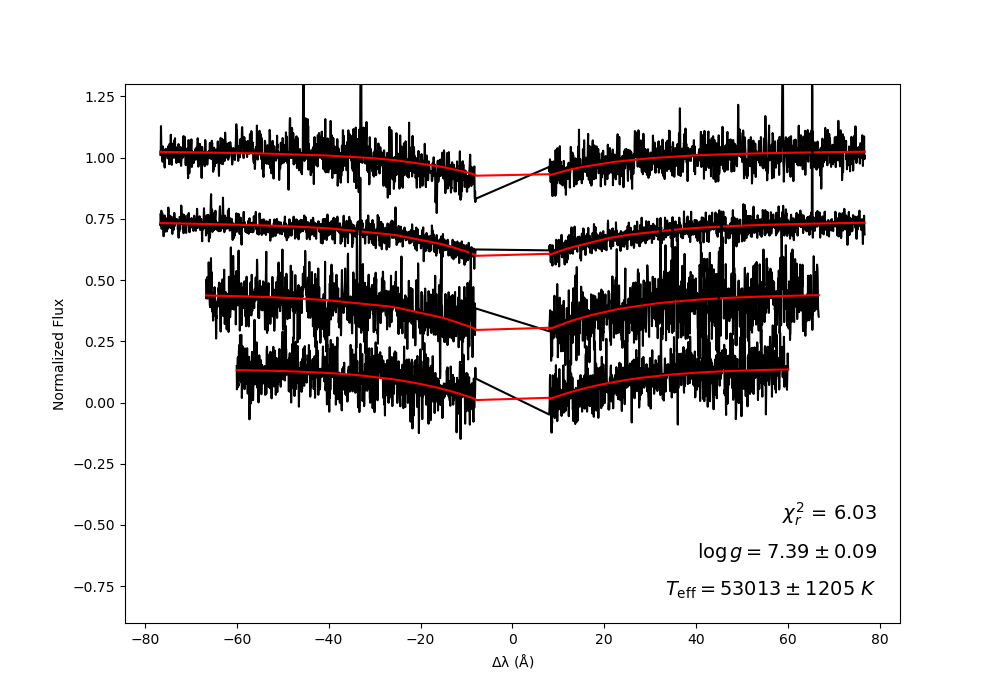 1.25
1.00
0.75
0.50
0.25
0.00
−0.25
−0.50
−0.75
Normalized Flux
χ²ᵣ = 6.03
log g = 7.39 ± 0.09
T_eff = 53013 ± 1205 K
−80 −60 −40 −20 0 20 40 60 80
Δλ (Å)